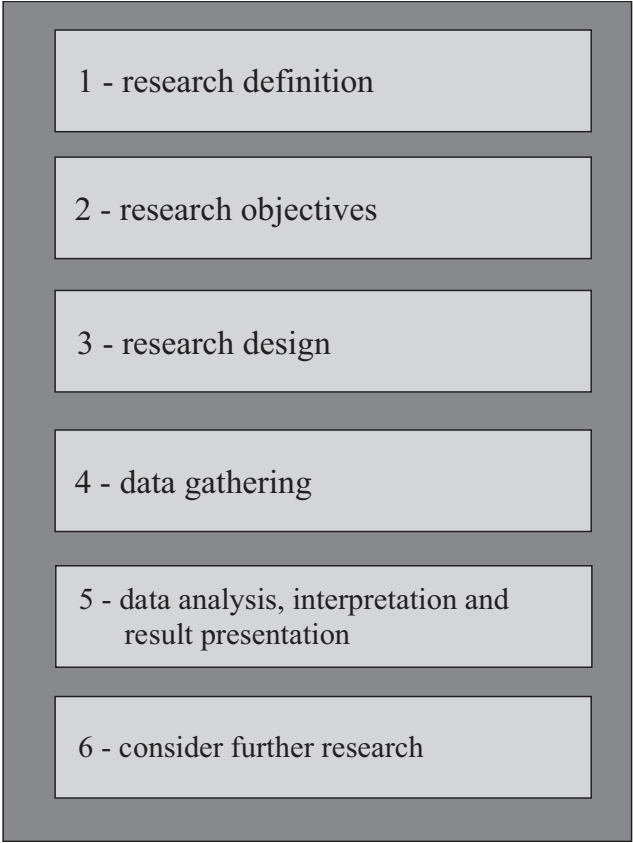 1 - research definition
2 - research objectives
3 - research design
4 - data gathering
5 - data analysis, interpretation and
result presentation
6 - consider further research